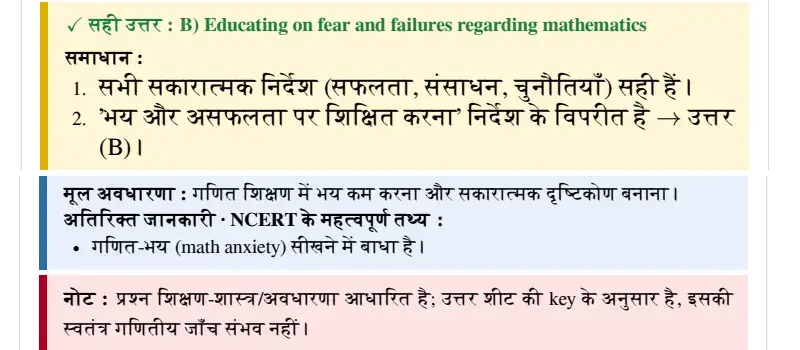 ✓ सही उत्तर : B) Educating on fear and failures regarding mathematics
समाधान :
1. सभी सकारात्मक निर्देश (सफलता, संसाधन, चुनौतियाँ) सही हैं।
2. 'भय और असफलता पर शिक्षित करना' निर्देश के विपरीत है → उत्तर
(B)।
मूल अवधारणा : गणित शिक्षण में भय कम करना और सकारात्मक दृष्टिकोण बनाना।
अतिरिक्त जानकारी · NCERT के महत्वपूर्ण तथ्य :
• गणित-भय (math anxiety) सीखने में बाधा है।
नोट : प्रश्न शिक्षण-शास्त्र/अवधारणा आधारित है; उत्तर शीट की key के अनुसार है, इसकी
स्वतंत्र गणितीय जाँच संभव नहीं।